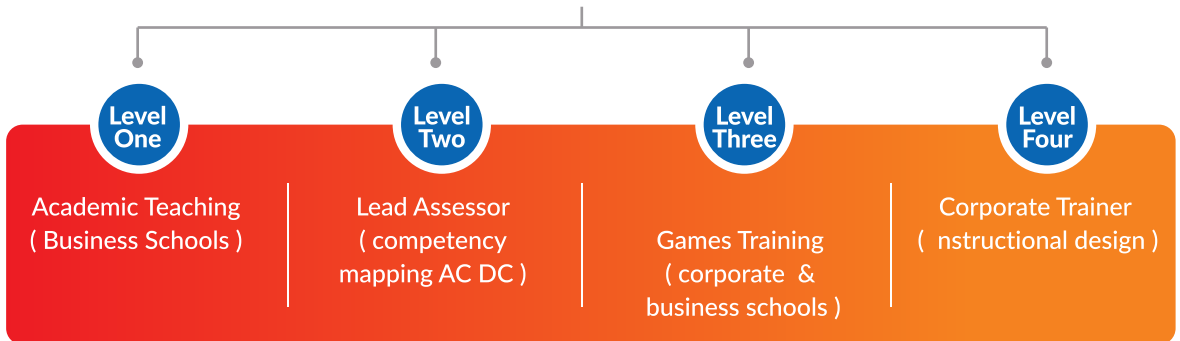 Level
One
Academic Teaching
( Business Schools )
Level
Two
Lead Assessor
( competency
mapping AC DC )
Level
Three
Games Training
( corporate &
business schools )
Level
Four
Corporate Trainer
( nstructional design )